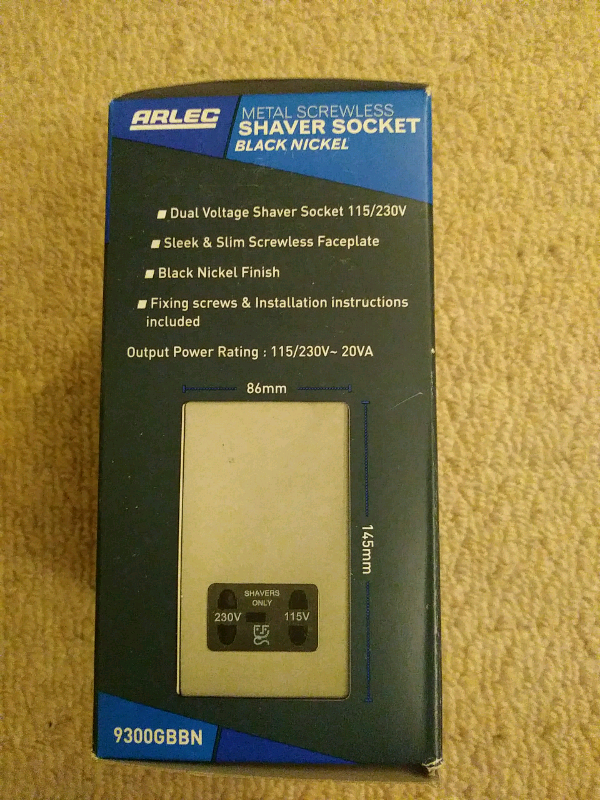 ARLEC
METAL SCREWLESS
SHAVER SOCKET
BLACK NICKEL
Dual Voltage Shaver Socket 115/230V
Sleek & Slim Screwless Faceplate
Black Nickel Finish
Fixing screws & Installation instructions
included
Output Power Rating : 115/230V~ 20VA
86mm
145mm
SHAVERS
ONLY
230V
115V
9300GBBN